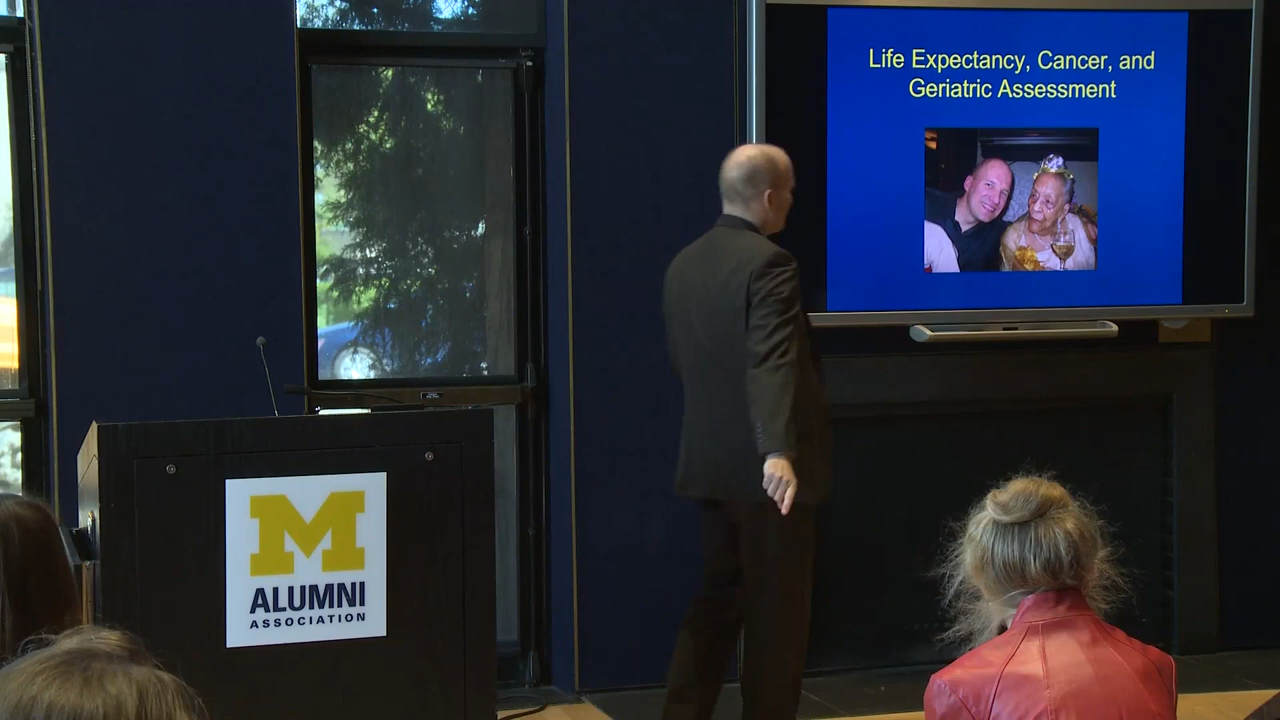 Life Expectancy, Cancer, and
Geriatric Assessment
M
ALUMNI
ASSOCIATION